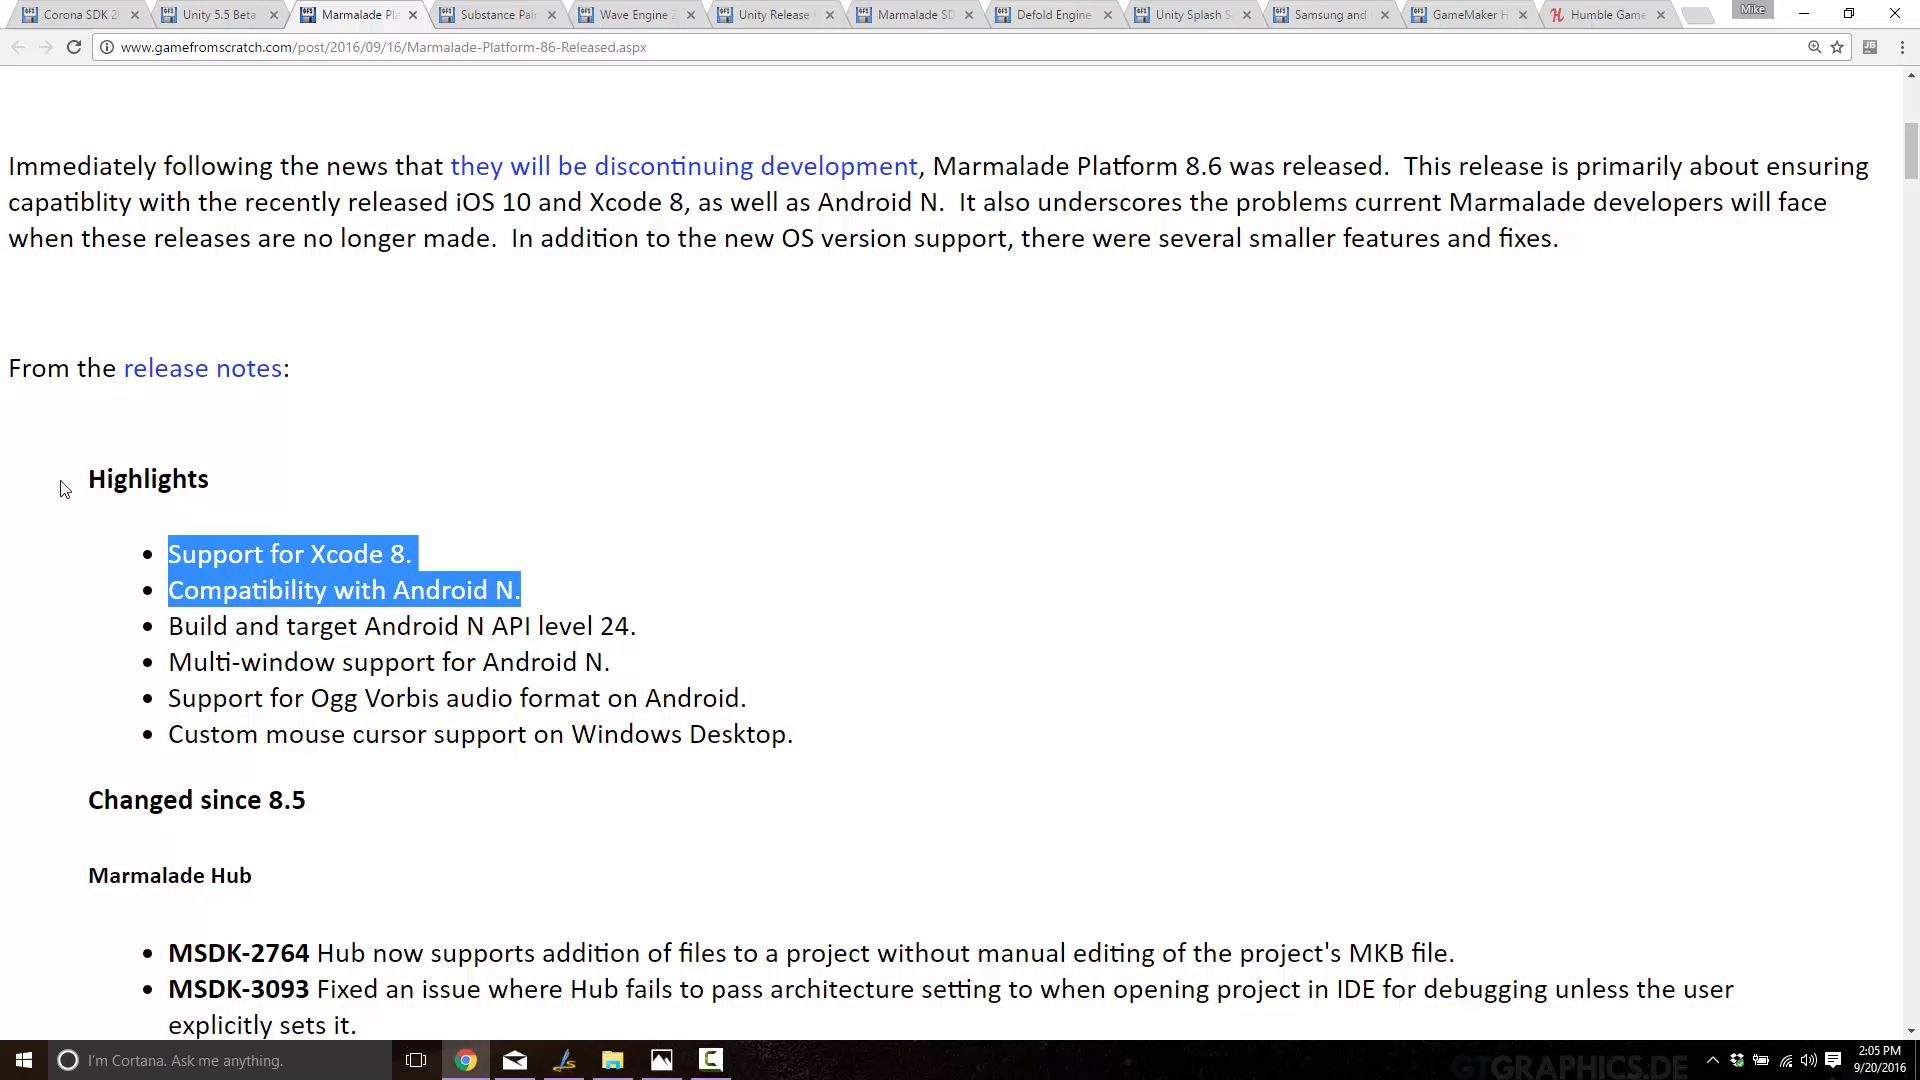 Corona SDK 2
Unity 5.5 Beta
Marmalade Pla
Substance Pai
Wave Engine 2
Unity Release
Marmalade SD
Defold Engine
Unity Splash S
Samsung and
GameMaker H
Humble Game
Mike
www.gamefromscratch.com/post/2016/09/16/Marmalade-Platform-86-Released.aspx
Immediately following the news that they will be discontinuing development, Marmalade Platform 8.6 was released. This release is primarily about ensuring
capatiblity with the recently released iOS 10 and Xcode 8, as well as Android N. It also underscores the problems current Marmalade developers will face
when these releases are no longer made. In addition to the new OS version support, there were several smaller features and fixes.
From the release notes:
Highlights
• Support for Xcode 8.
• Compatibility with Android N.
• Build and target Android N API level 24.
• Multi-window support for Android N.
• Support for Ogg Vorbis audio format on Android.
• Custom mouse cursor support on Windows Desktop.
Changed since 8.5
Marmalade Hub
• MSDK-2764 Hub now supports addition of files to a project without manual editing of the project's MKB file.
• MSDK-3093 Fixed an issue where Hub fails to pass architecture setting to when opening project in IDE for debugging unless the user
explicitly sets it.
I'm Cortana. Ask me anything.
GTGRAPHICS.DE
2:05 PM
9/20/2016